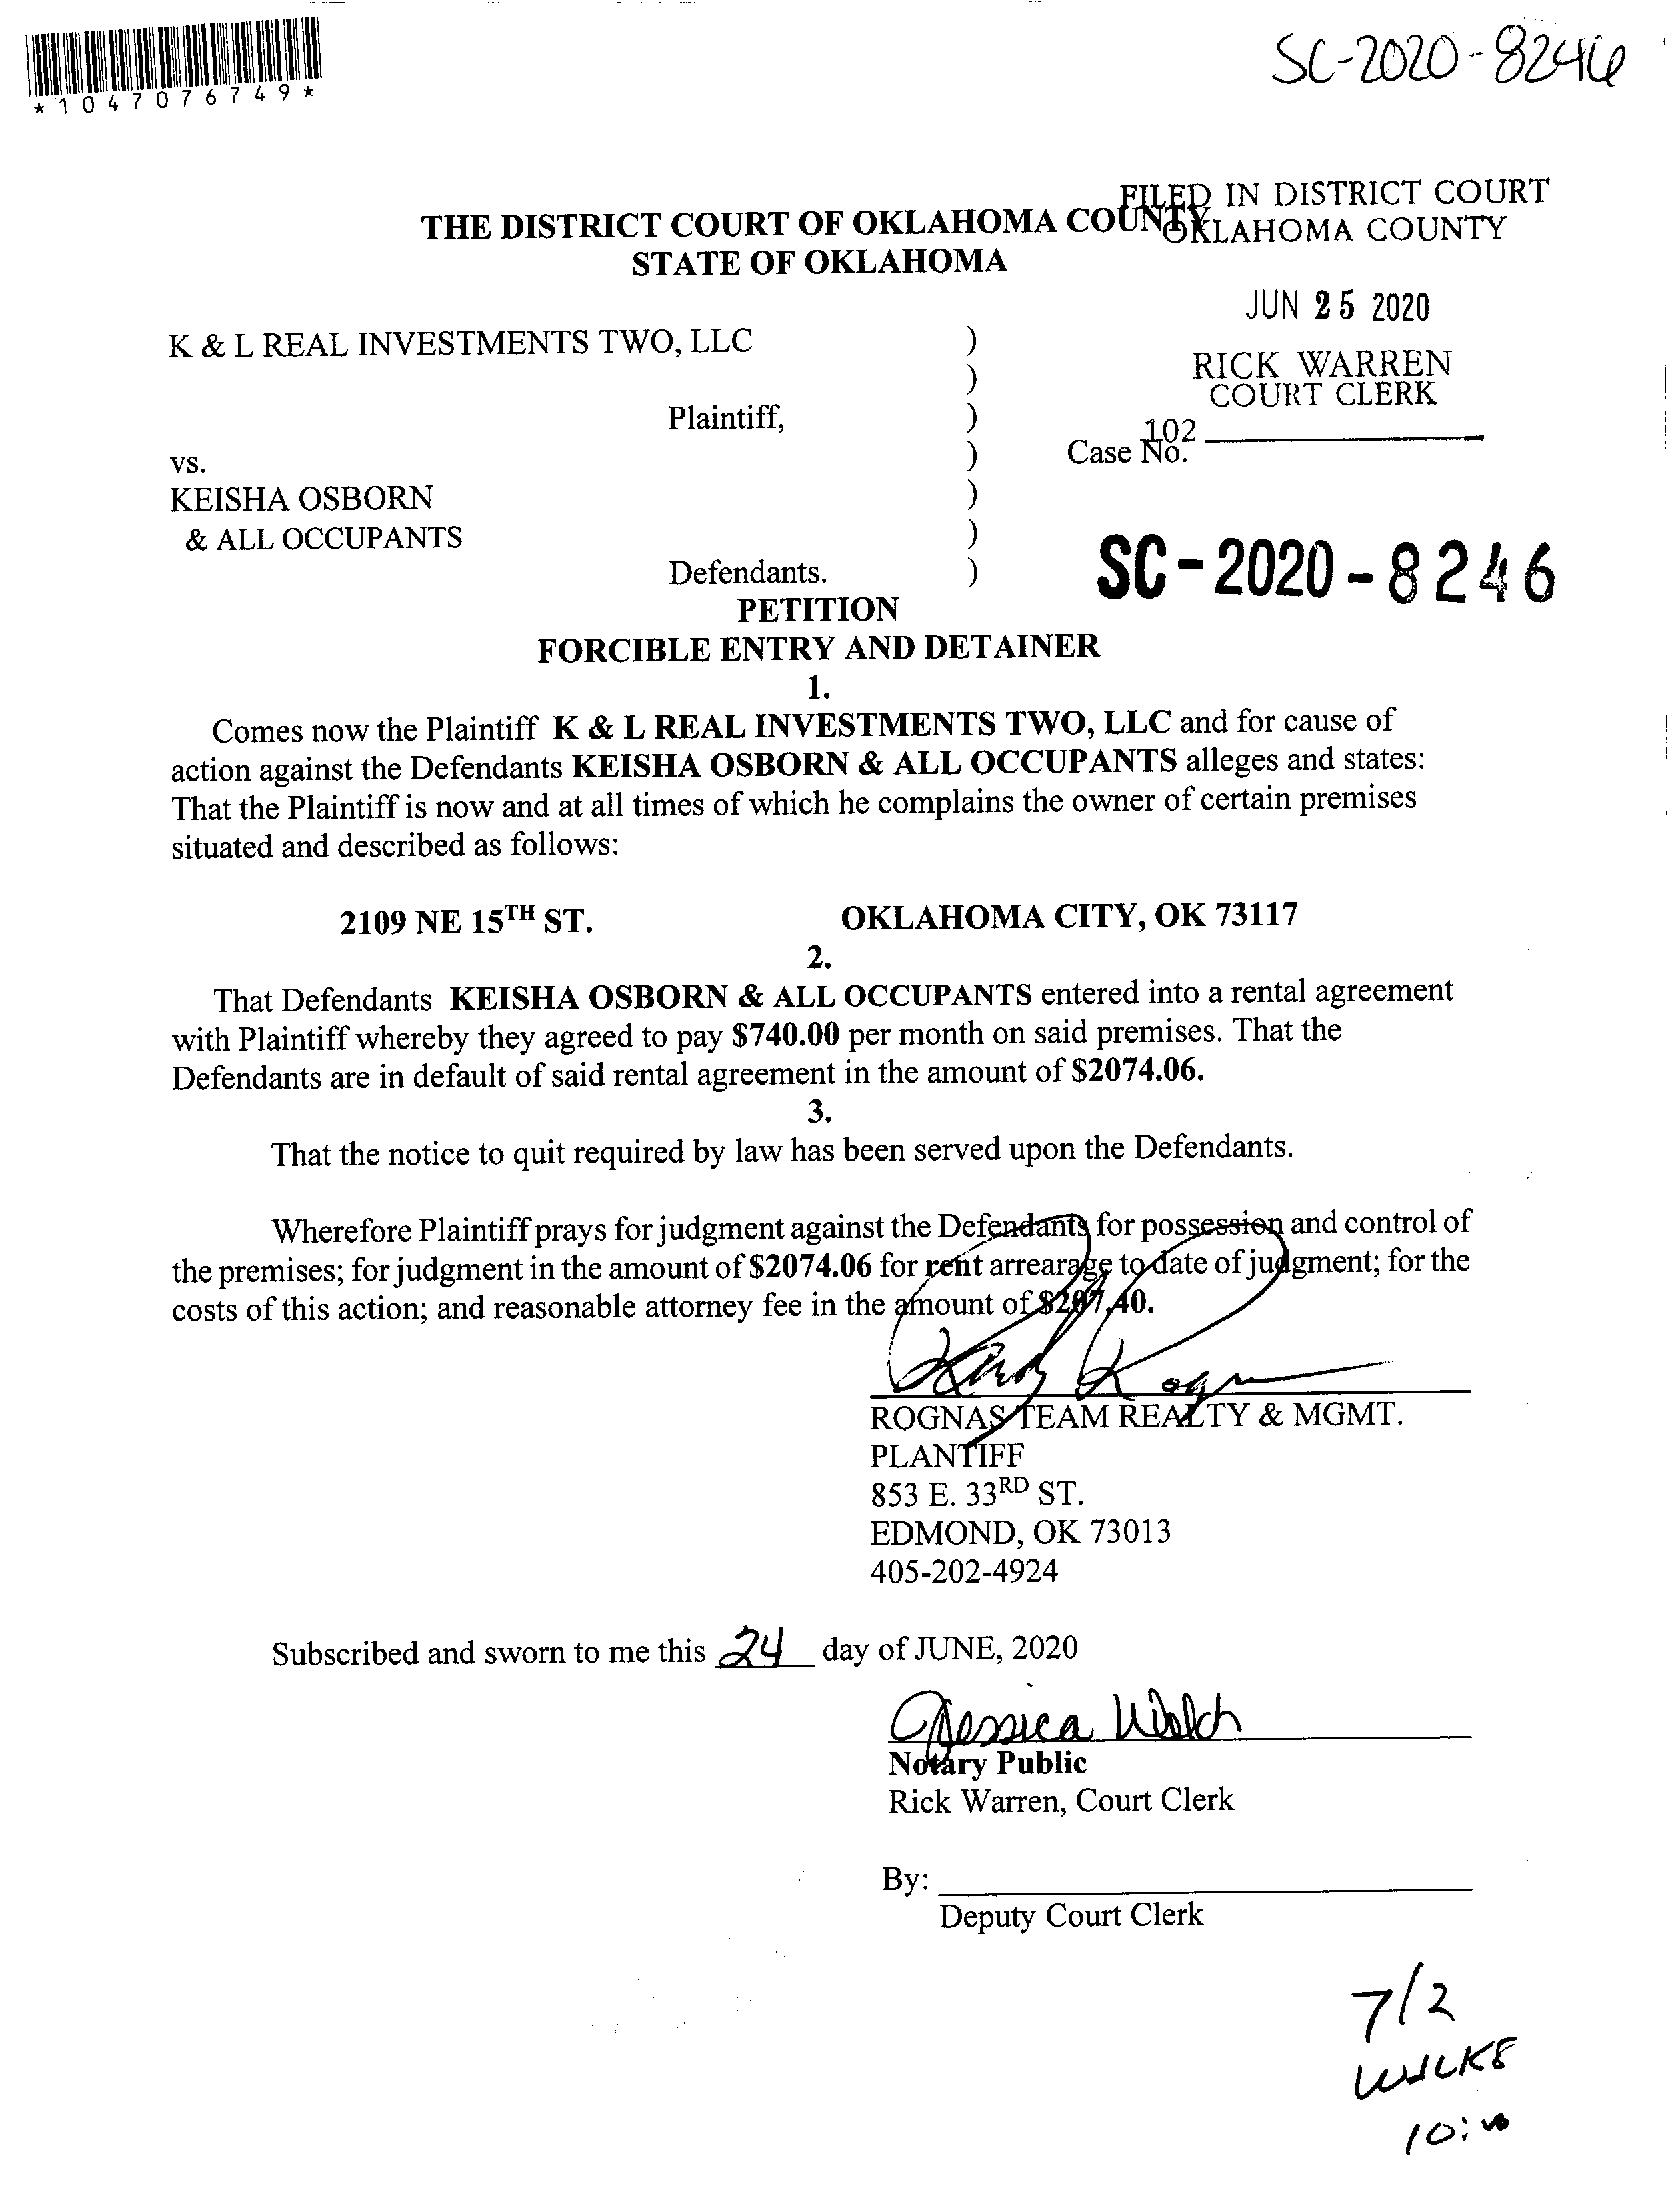 *1047076749*
SC-2020-8246
FILED IN DISTRICT COURT
OKLAHOMA COUNTY
THE DISTRICT COURT OF OKLAHOMA COUNTY
STATE OF OKLAHOMA
JUN 25 2020
K & L REAL INVESTMENTS TWO, LLC )
)
RICK WARREN
COURT CLERK
Plaintiff, )
102
vs. ) Case No.
KEISHA OSBORN )
& ALL OCCUPANTS )
Defendants. )
SC-2020-8246
PETITION
FORCIBLE ENTRY AND DETAINER
1.
Comes now the Plaintiff K & L REAL INVESTMENTS TWO, LLC and for cause of
action against the Defendants KEISHA OSBORN & ALL OCCUPANTS alleges and states:
That the Plaintiff is now and at all times of which he complains the owner of certain premises
situated and described as follows:
2109 NE 15TH ST. OKLAHOMA CITY, OK 73117
2.
That Defendants KEISHA OSBORN & ALL OCCUPANTS entered into a rental agreement
with Plaintiff whereby they agreed to pay $740.00 per month on said premises. That the
Defendants are in default of said rental agreement in the amount of $2074.06.
3.
That the notice to quit required by law has been served upon the Defendants.
Wherefore Plaintiff prays for judgment against the Defendants for possession and control of
the premises; for judgment in the amount of $2074.06 for rent arrearage to date of judgment; for the
costs of this action; and reasonable attorney fee in the amount of $207.40.
ROGNAS TEAM REALTY & MGMT.
PLANTIFF
853 E. 33RD ST.
EDMOND, OK 73013
405-202-4924
Subscribed and sworn to me this 24 day of JUNE, 2020
Jessica Welch
Notary Public
Rick Warren, Court Clerk
By:
Deputy Court Clerk
7/2
WILKS
10:00